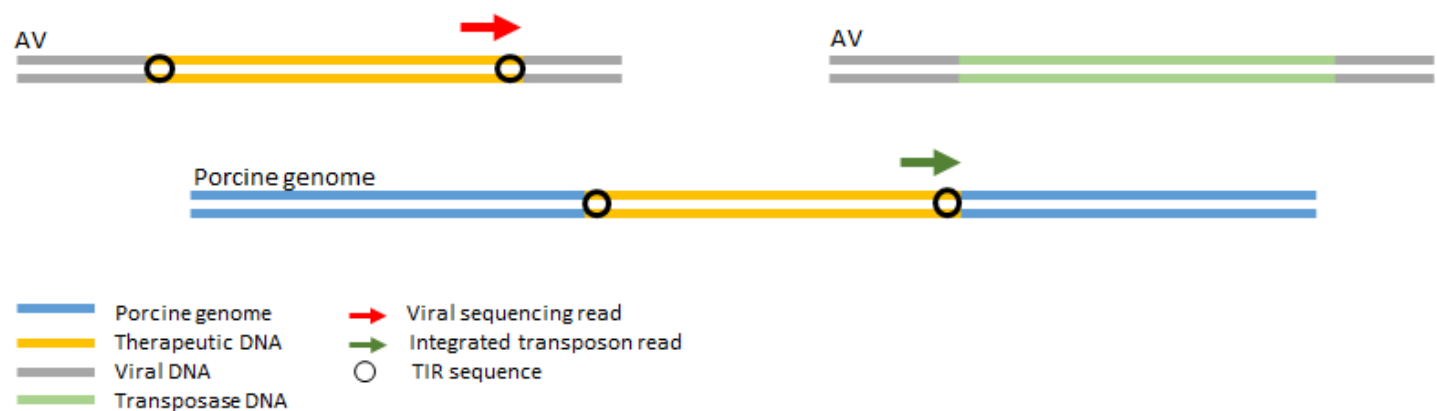 AV
AV
Porcine genome
Porcine genome
Viral sequencing read
Therapeutic DNA
Integrated transposon read
Viral DNA
TIR sequence
Transposase DNA